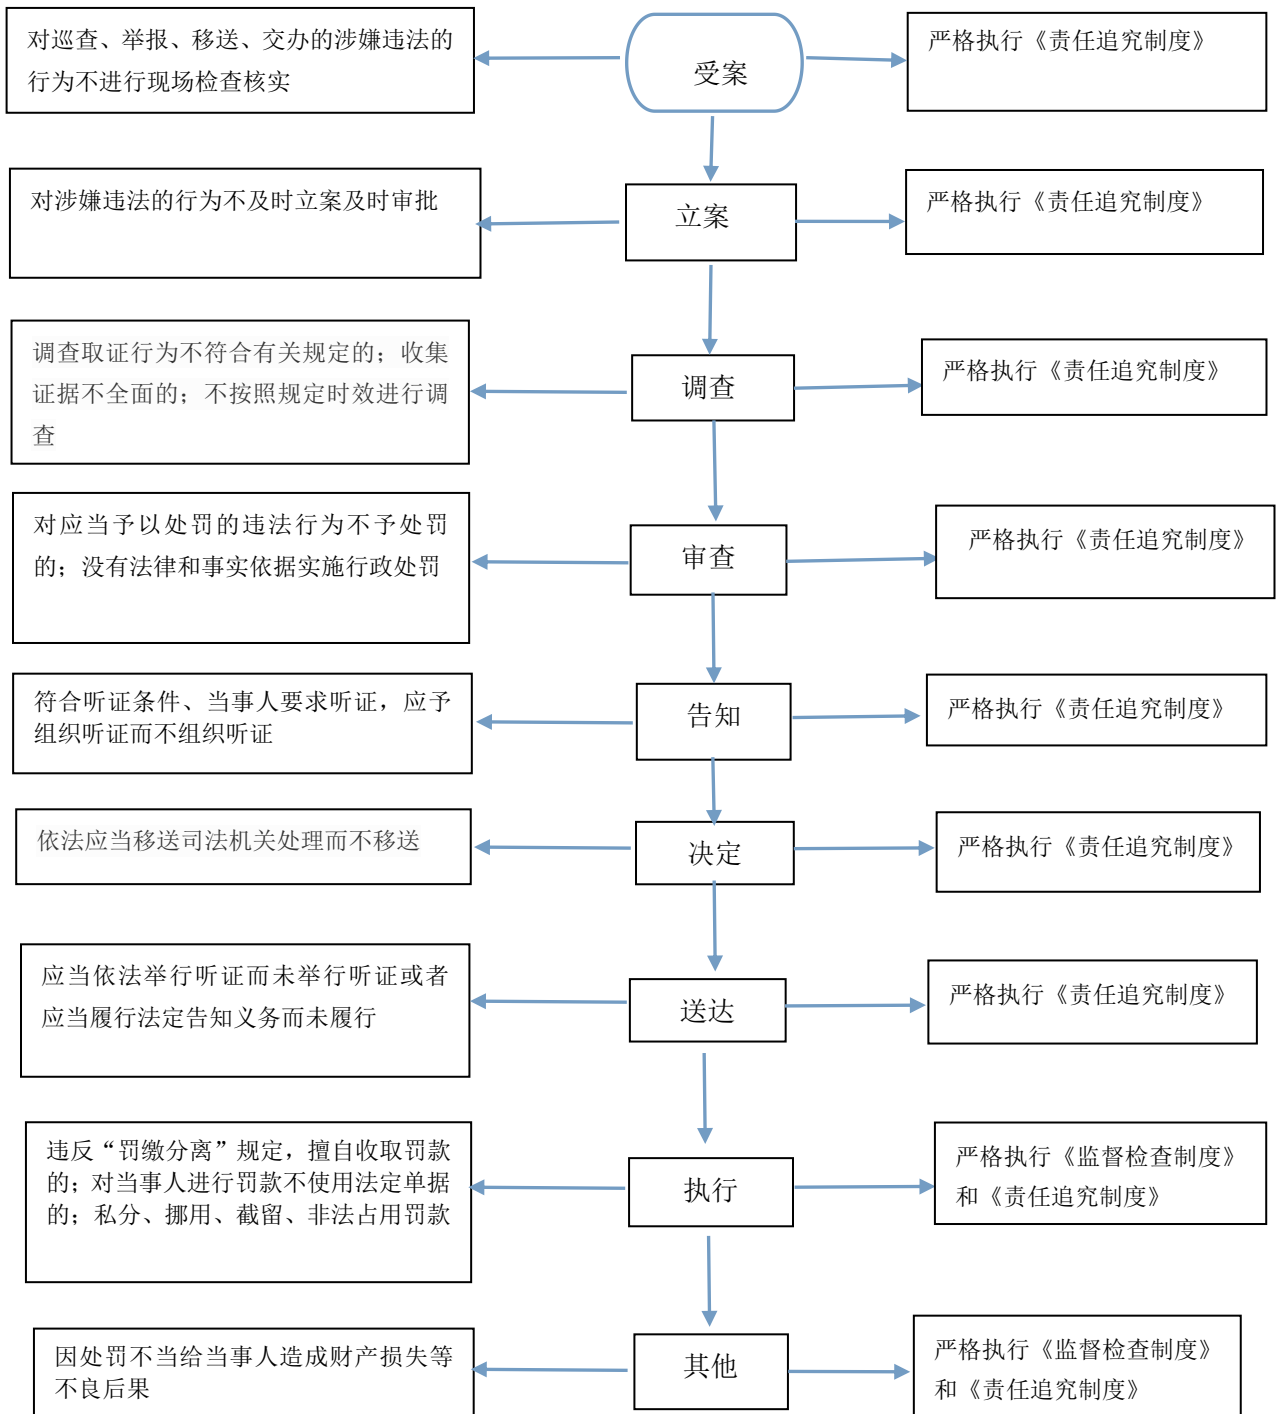 对巡查、举报、移送、交办的涉嫌违法的
行为不进行现场检查核实
受案
严格执行《责任追究制度》
对涉嫌违法的行为不及时立案及时审批
立案
严格执行《责任追究制度》
调查取证行为不符合有关规定的；收集
证据不全面的；不按照规定时效进行调
查
调查
严格执行《责任追究制度》
对应当予以处罚的违法行为不予处罚
的；没有法律和事实依据实施行政处罚
审查
严格执行《责任追究制度》
符合听证条件、当事人要求听证，应予
组织听证而不组织听证
告知
严格执行《责任追究制度》
依法应当移送司法机关处理而不移送
决定
严格执行《责任追究制度》
应当依法举行听证而未举行听证或者
应当履行法定告知义务而未履行
送达
严格执行《责任追究制度》
违反“罚缴分离”规定，擅自收取罚款
的；对当事人进行罚款不使用法定单据
的；私分、挪用、截留、非法占用罚款
执行
严格执行《监督检查制度》
和《责任追究制度》
因处罚不当给当事人造成财产损失等
不良后果
其他
严格执行《监督检查制度》
和《责任追究制度》